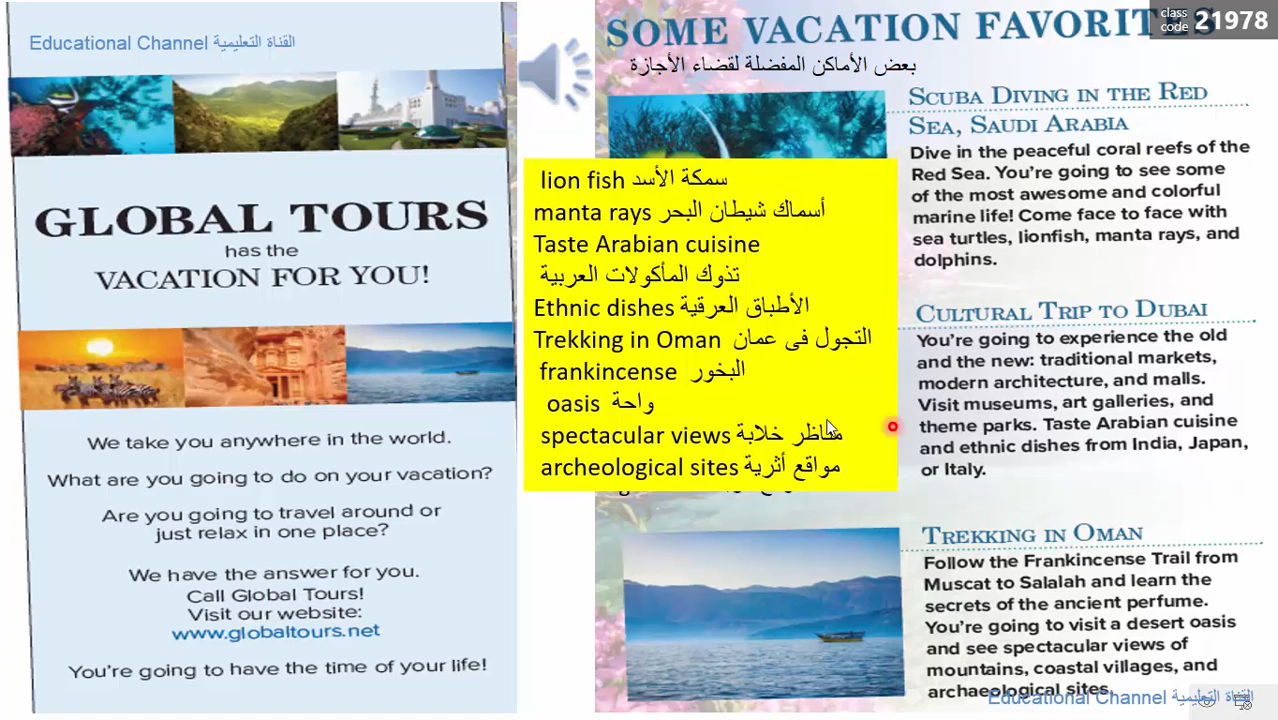 Educational Channel القناة التعليمية
GLOBAL TOURS
has the
VACATION FOR YOU!
We take you anywhere in the world.
What are you going to do on your vacation?
Are you going to travel around or
just relax in one place?
We have the answer for you.
Call Global Tours!
Visit our website:
www.globaltours.net
You're going to have the time of your life!
SOME VACATION FAVORITES
class
code 21978
بعض الأماكن المفضلة لقضاء الأجازة
lion fish سمكة الأسد
manta rays أسماك شيطان البحر
Taste Arabian cuisine
تذوك المأكولات العربية
Ethnic dishes الأطباق العرقية
Trekking in Oman التجول فى عمان
frankincense البخور
oasis واحة
spectacular views مناظر خلابة
archeological sites مواقع أثرية
SCUBA DIVING IN THE RED
SEA, SAUDI ARABIA
Dive in the peaceful coral reefs of the
Red Sea. You're going to see some
of the most awesome and colorful
marine life! Come face to face with
sea turtles, lionfish, manta rays, and
dolphins.
CULTURAL TRIP TO DUBAI
You're going to experience the old
and the new: traditional markets,
modern architecture, and malls.
Visit museums, art galleries, and
theme parks. Taste Arabian cuisine
and ethnic dishes from India, Japan,
or Italy.
TREKKING IN OMAN
Follow the Frankincense Trail from
Muscat to Salalah and learn the
secrets of the ancient perfume.
You're going to visit a desert oasis
and see spectacular views of
mountains, coastal villages, and
archaeological sites.
Educational Channel القناة التعليمية